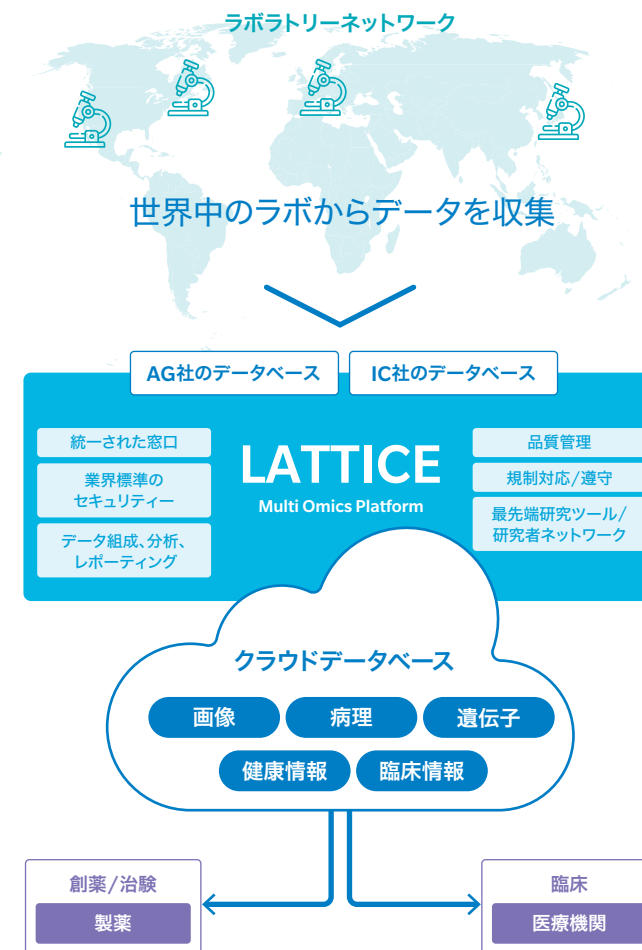 ラボラトリーネットワーク
世界中のラボからデータを収集
AG社のデータベース
IC社のデータベース
統一された窓口
業界標準の
セキュリティー
データ組成、分析、
レポーティング
LATTICE
Multi Omics Platform
品質管理
規制対応/遵守
最先端研究ツール/
研究者ネットワーク
クラウドデータベース
画像
病理
遺伝子
健康情報
臨床情報
創薬/治験
製薬
臨床
医療機関